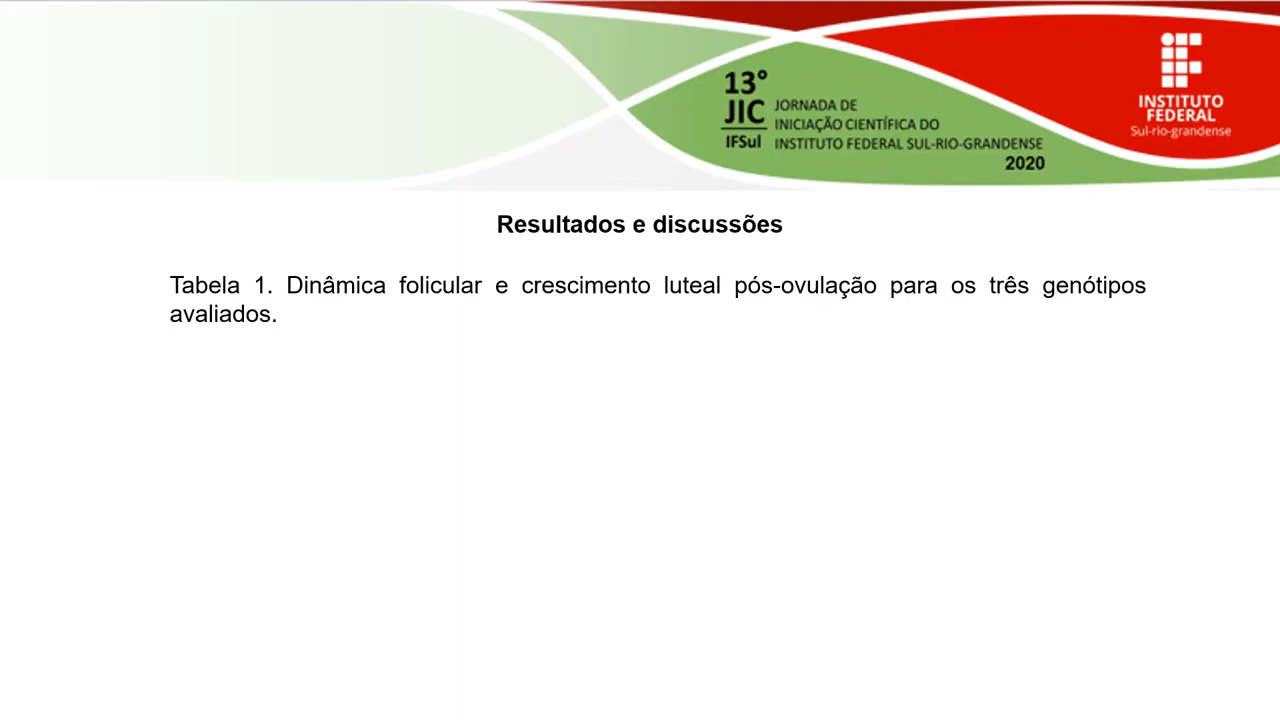 13° JIC IFSul
JORNADA DE
INICIAÇÃO CIENTÍFICA DO
INSTITUTO FEDERAL SUL-RIO-GRANDENSE
2020
INSTITUTO
FEDERAL
Sul-rio-grandense
Resultados e discussões
Tabela 1. Dinâmica folicular e crescimento luteal pós-ovulação para os três genótipos
avaliados.